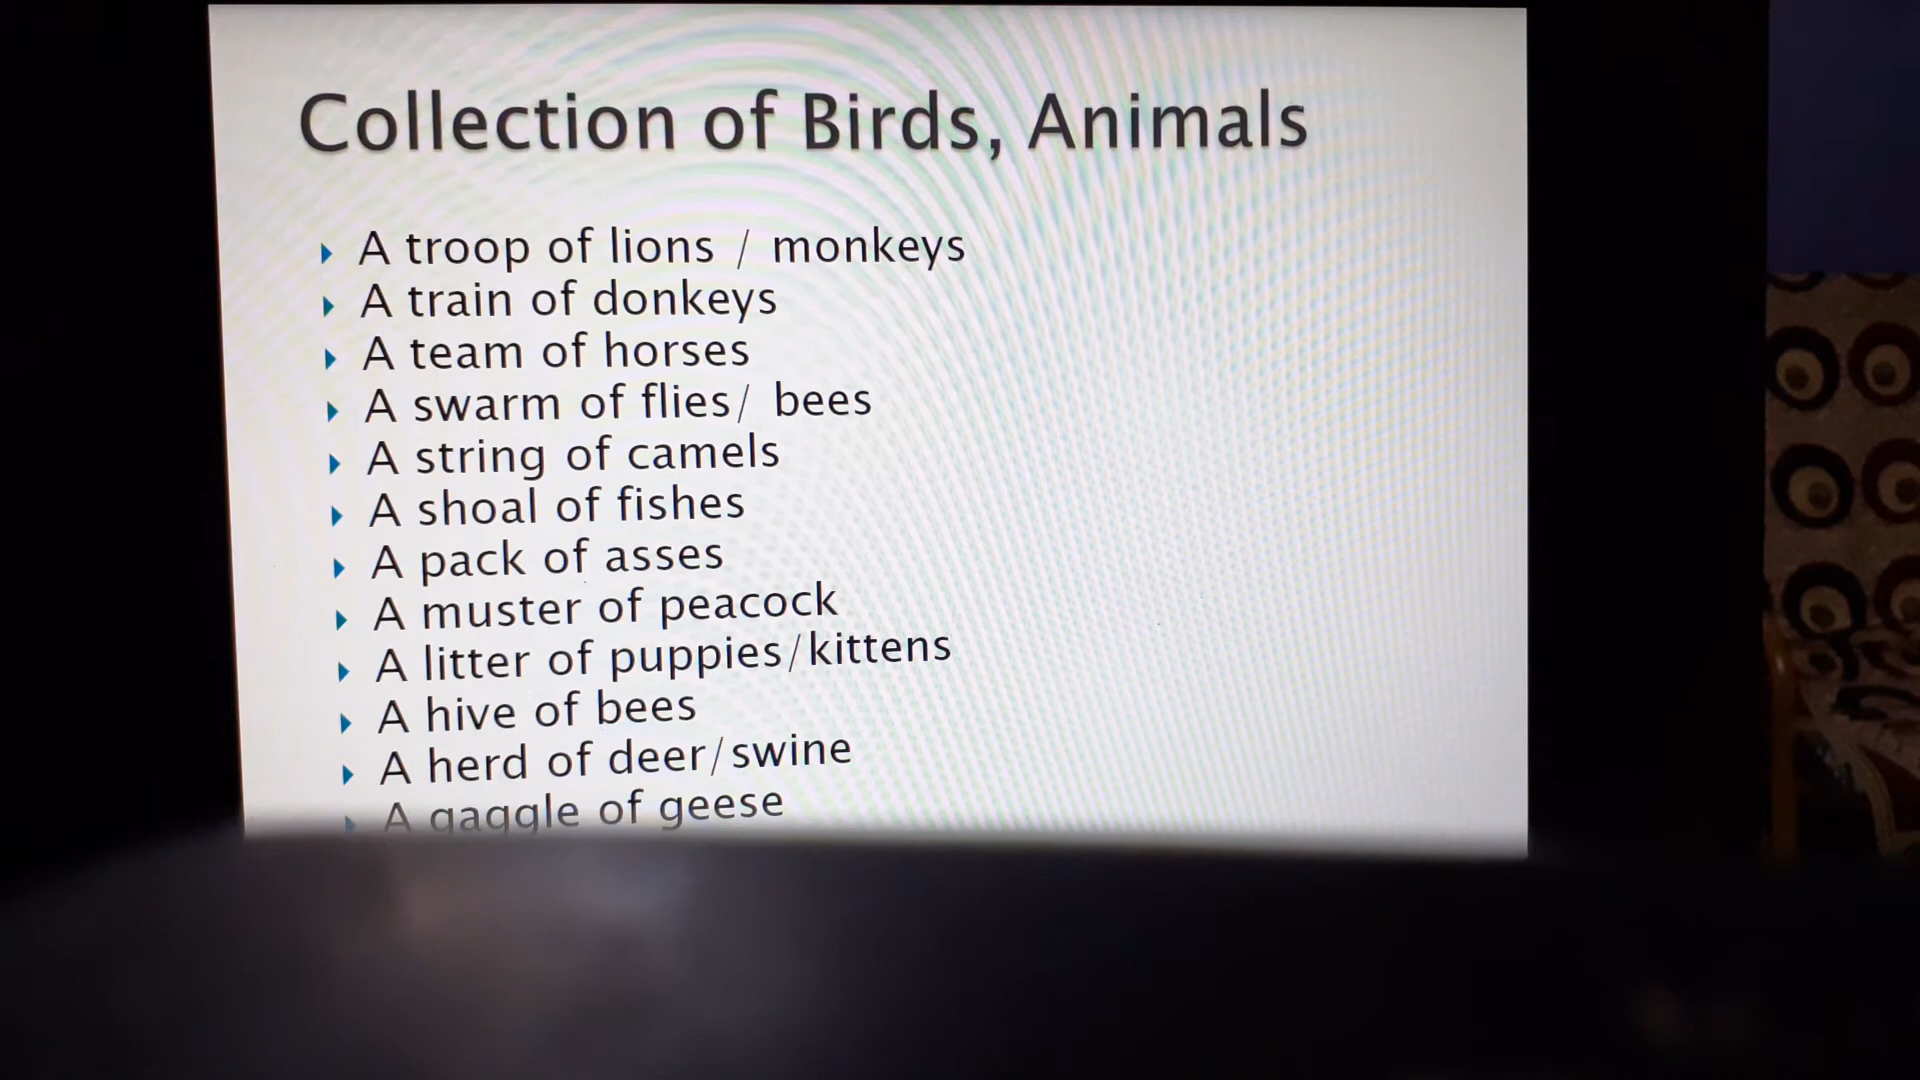 Collection of Birds, Animals
A troop of lions / monkeys
A train of donkeys
A team of horses
A swarm of flies/ bees
A string of camels
A shoal of fishes
A pack of asses
A muster of peacock
A litter of puppies/kittens
A hive of bees
A herd of deer/swine
A gaggle of geese